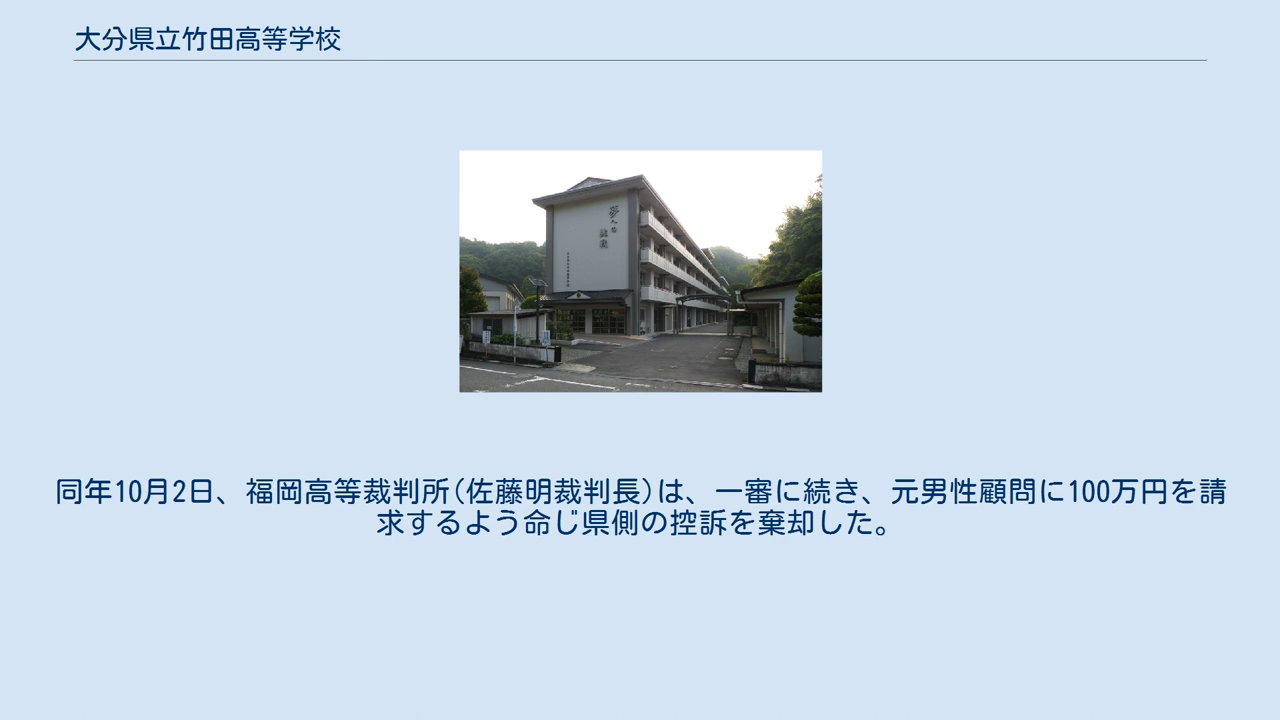 大分県立竹田高等学校
同年10月2日、福岡高等裁判所(佐藤明裁判長)は、一審に続き、元男性顧問に100万円を請
求するよう命じ県側の控訴を棄却した。